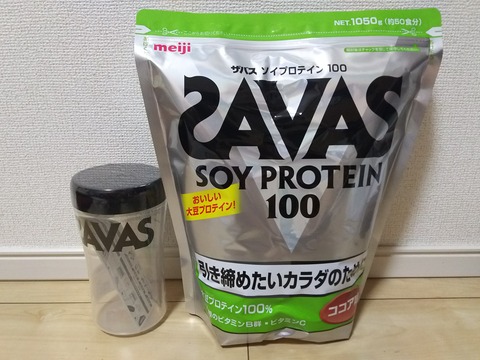 meiji
NET.1050g(約50食分)
ザバス ソイプロテイン 100
SAVAS
SOY PROTEIN
100
おいしい
大豆プロテイン!
引き締めたいカラダのため
プロテイン100%
ビタミンB群・ビタミンC
ココア
SAVAS